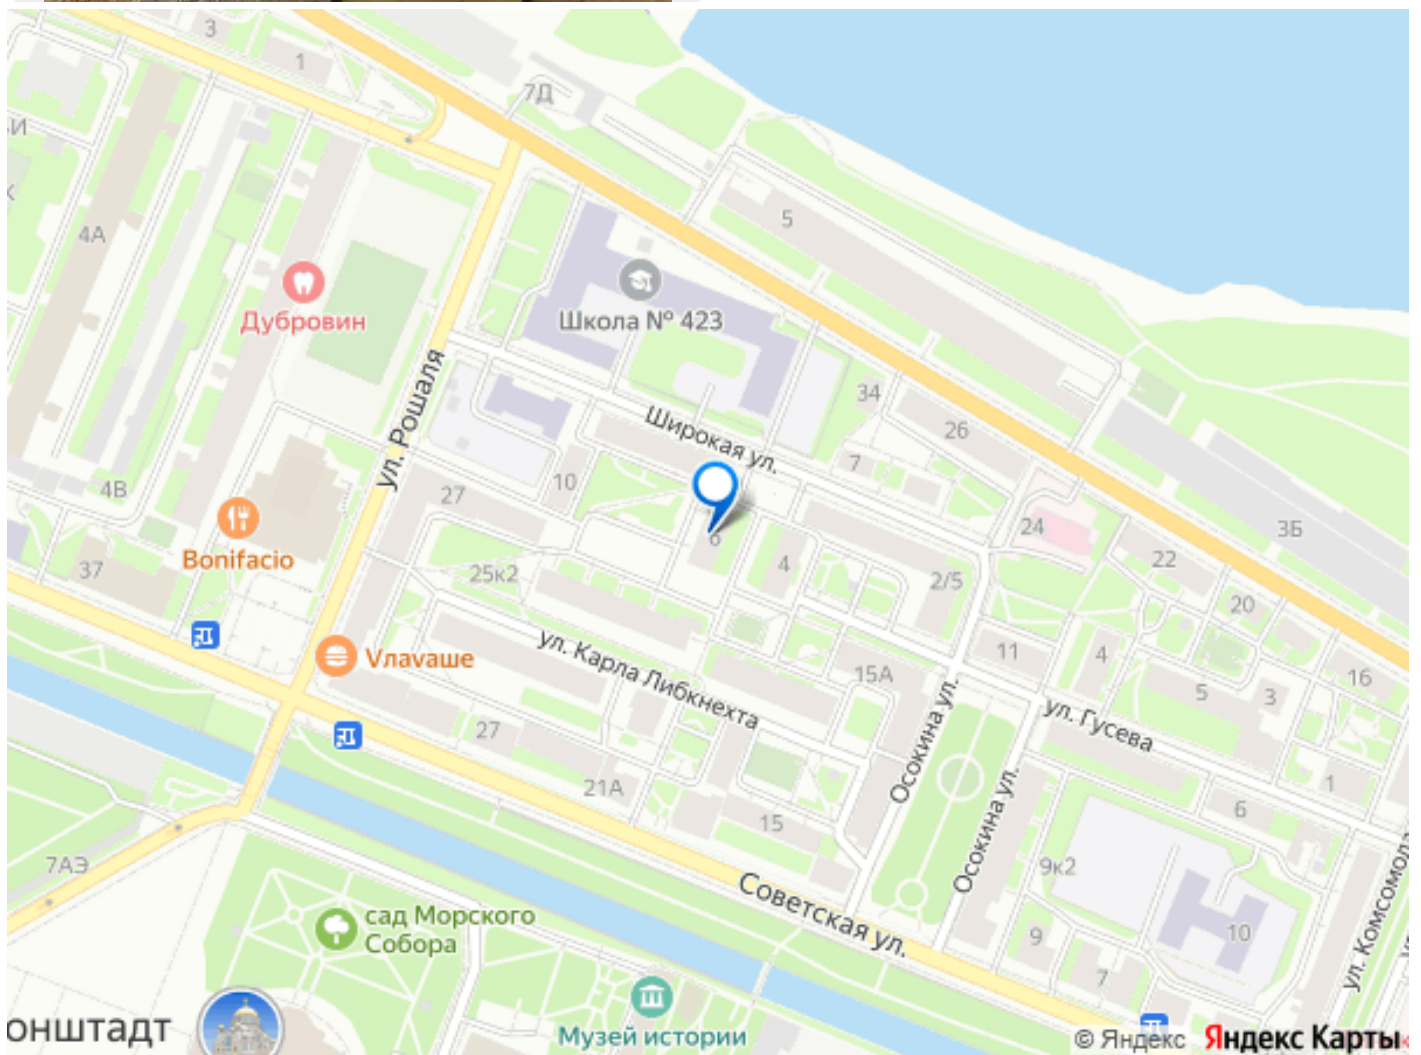 3
1
7Д
4А
5
Дубровин
Школа № 423
ул. Рошаля
34
26
Широкая ул.
7
10
27
4В
24
3Б
22
Bonifacio
6
4
37
25к2
2/5
20
ул. Карла Либкнехта
11
4
16
Vлаvаше
15А
5
3
ул. Гусева
27
Осокина ул.
21А
1
6
15
Осокина ул.
9к2
7АЭ
Советская ул.
сад Морского
Собора
9
10
7
ул. Комсомола
Музей истории
онштадт
© Яндекс Яндекс Карты